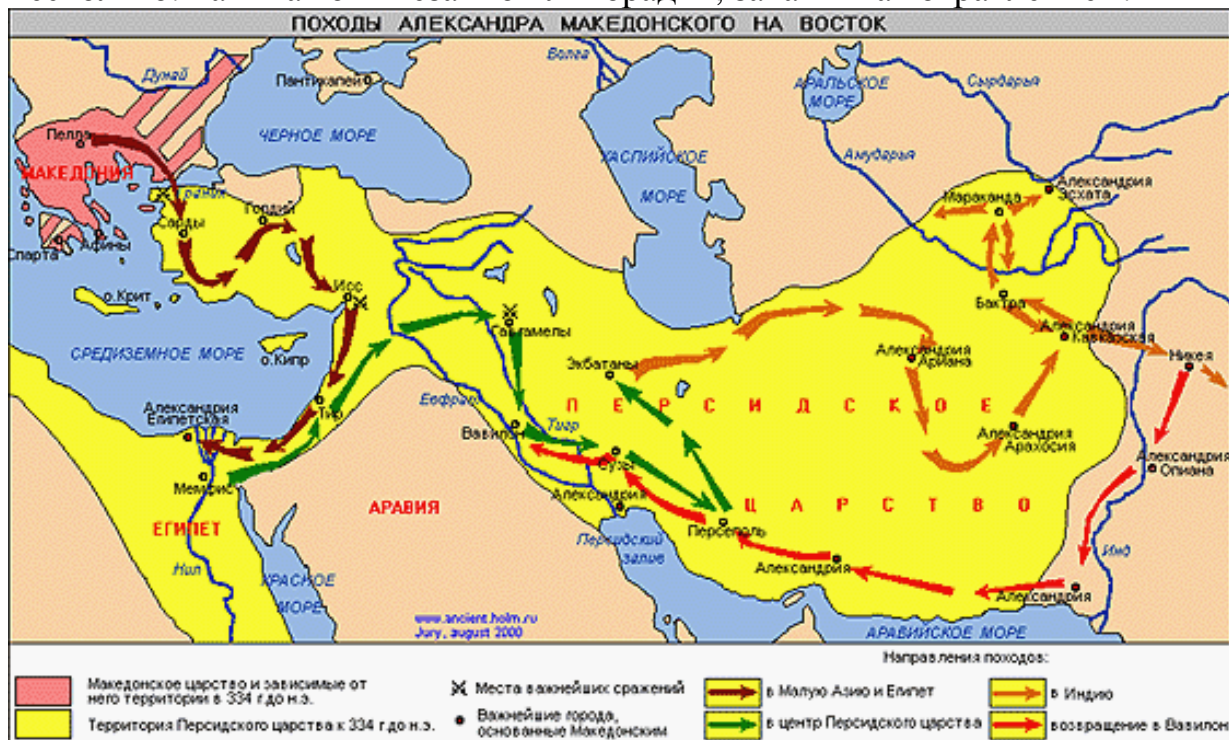 ПОХОДЫ АЛЕКСАНДРА МАКЕДОНСКОГО НА ВОСТОК
Дунай
Пантикапей
Волга
АРАЛЬСКОЕ
МОРЕ
Сырдарья
Пелла
ЧЕРНОЕ МОРЕ
КАСПИЙСКОЕ
МОРЕ
Амударья
МАКЕДОНИЯ
Граник
Сарды
Гордий
Мараканда
Александрия
Эсхата
Спарта
Афины
о.Крит
Исс
Бактра
СРЕДИЗЕМНОЕ МОРЕ
о.Кипр
Гавгамелы
Экбатаны
Александрия
Ариана
Александрия
Кавказская
Никея
Тир
Евфрат
Тигр
ПЕРСИДСКОЕ
Александрия
Египетская
Вавилон
Сузы
Александрия
Арахосия
Александрия
Опиана
Мемфис
Александрия
ЦАРСТВО
ЕГИПЕТ
АРАВИЯ
Персеполь
Персидский
залив
Инд
Нил
КРАСНОЕ
МОРЕ
Александрия
Александрия
www.ancient.holm.ru
Jury, august 2000
АРАВИЙСКОЕ МОРЕ
Направления походов:
Македонское царство и зависимые от
него территории в 334 г.до н.э.
Места важнейших сражений
в Малую Азию и Египет
в Индию
Территория Персидского царства к 334 г.до н.э.
Важнейшие города,
основанные Македонским
в центр Персидского царства
возвращение в Вавилон